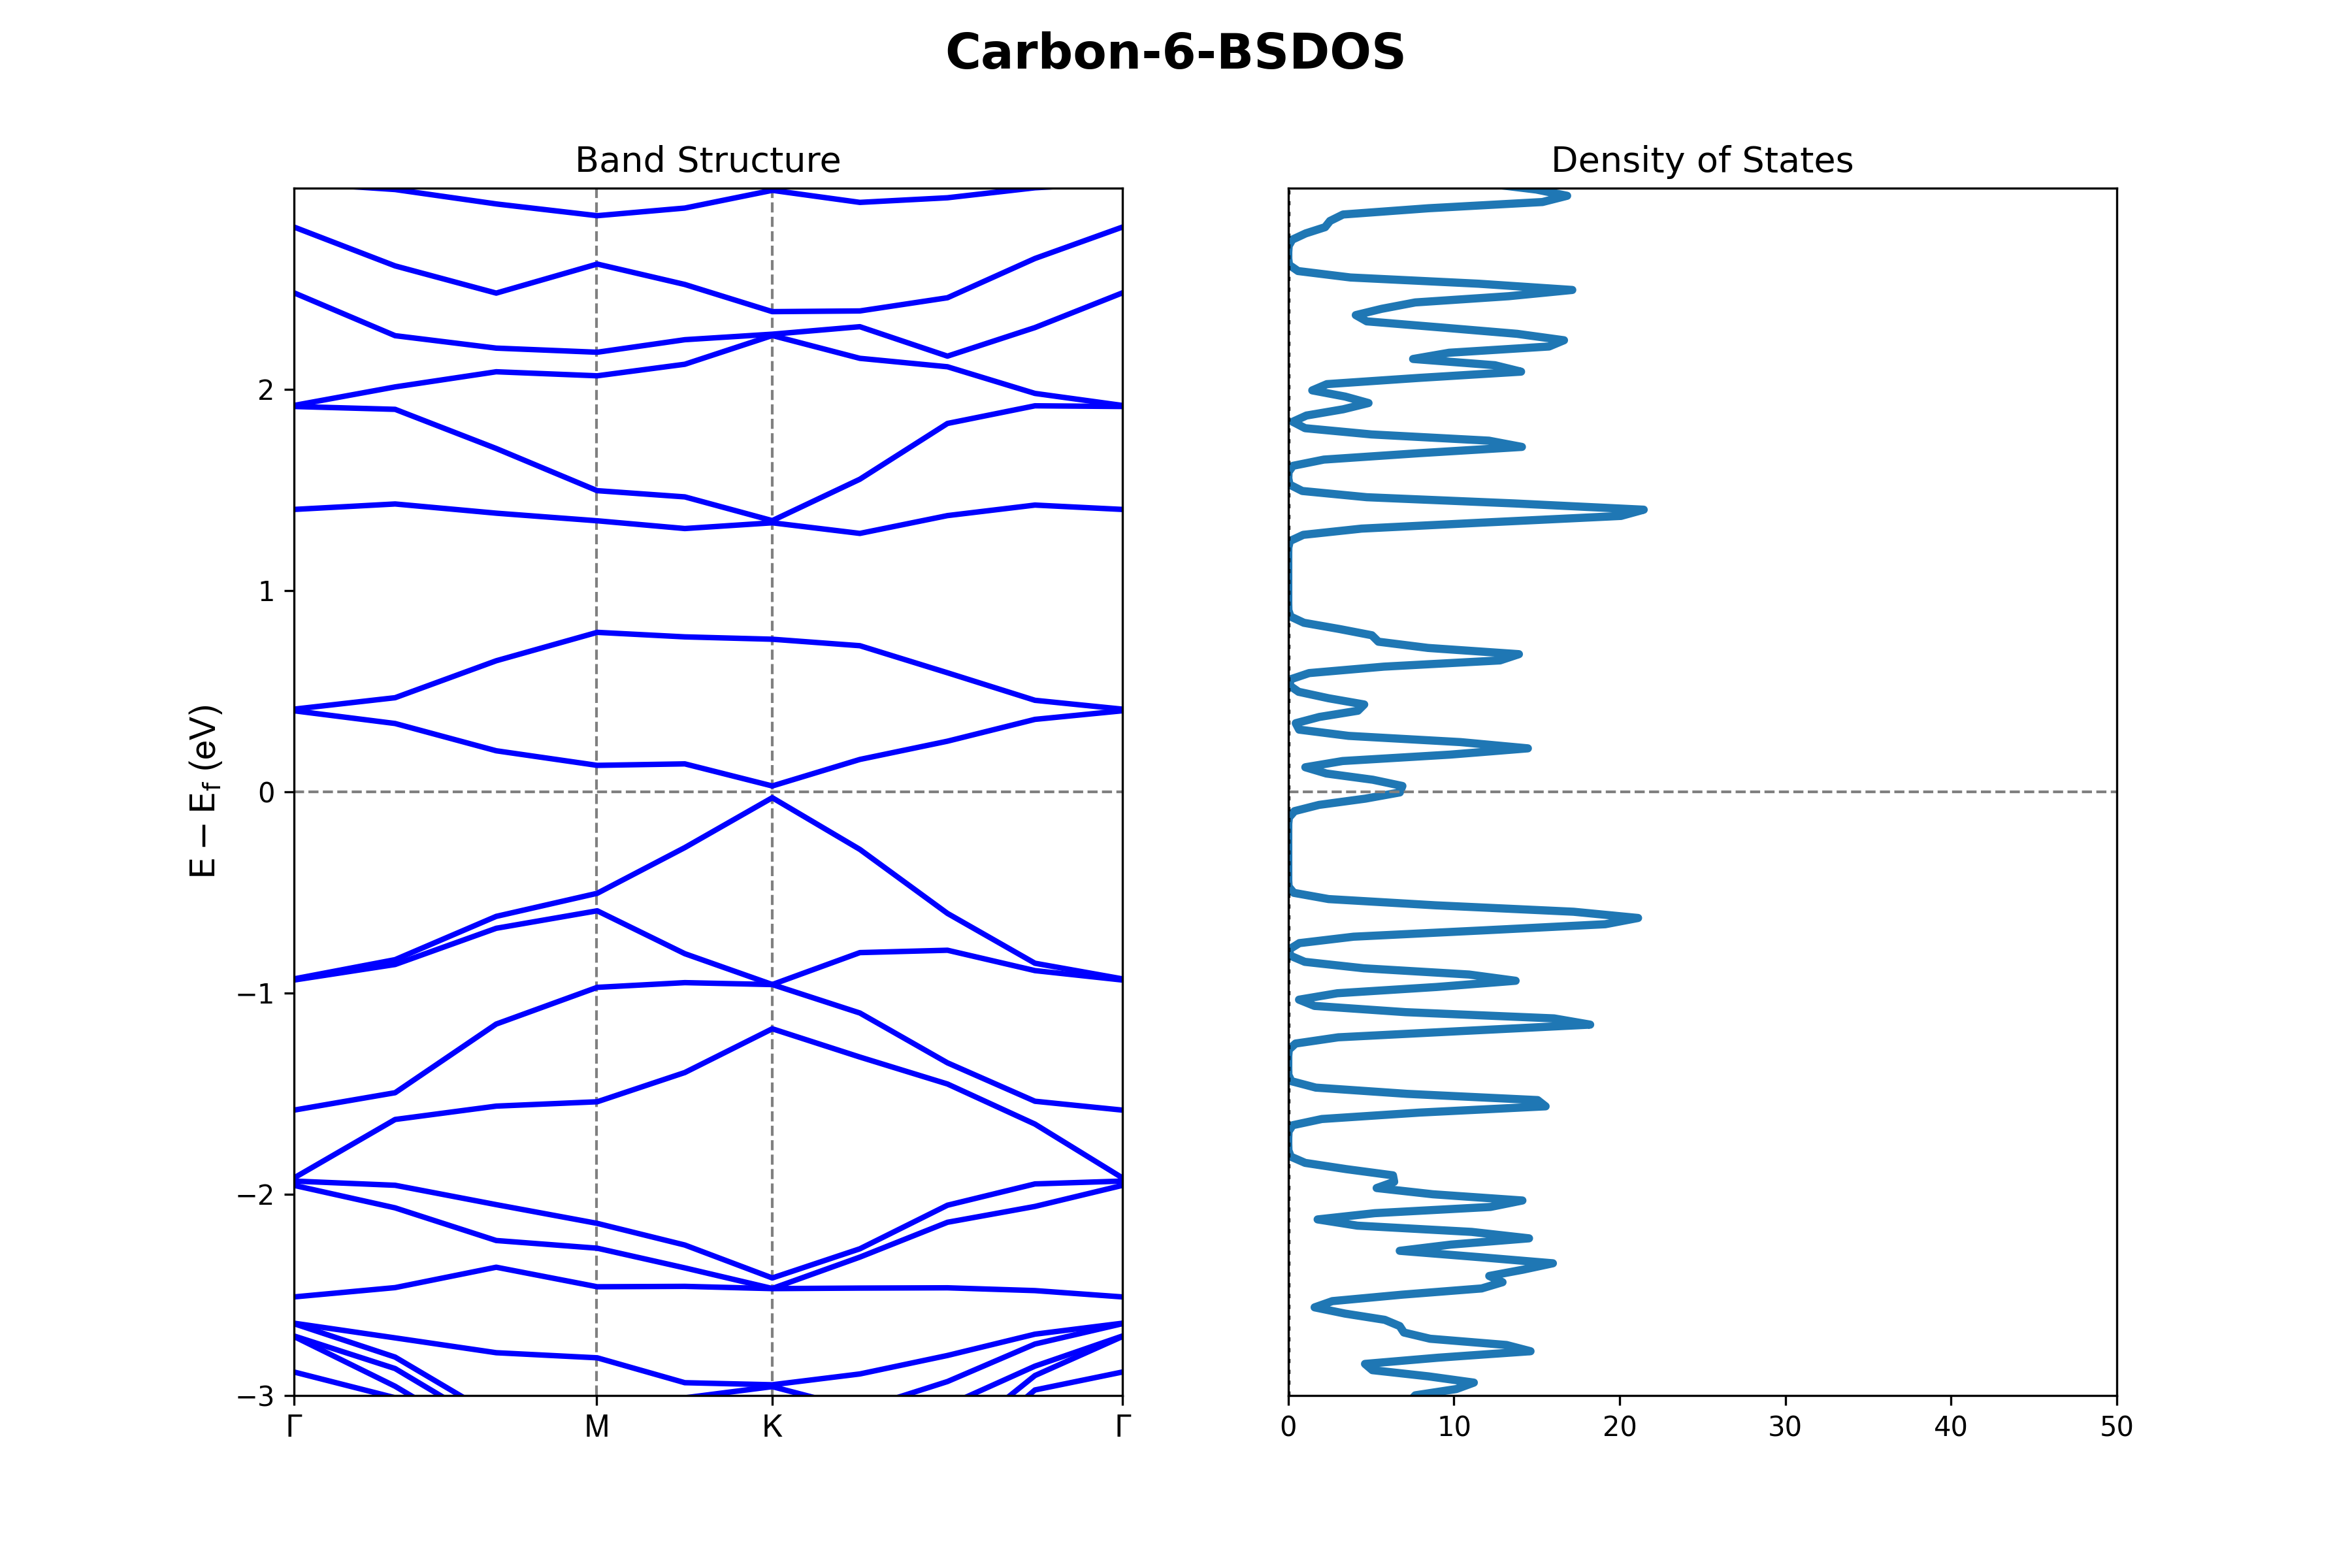 Carbon-6-BSDOS
Band Structure
Density of States
E − E_f (eV)
2
1
0
−1
−2
−3
Γ M K Γ
0 10 20 30 40 50